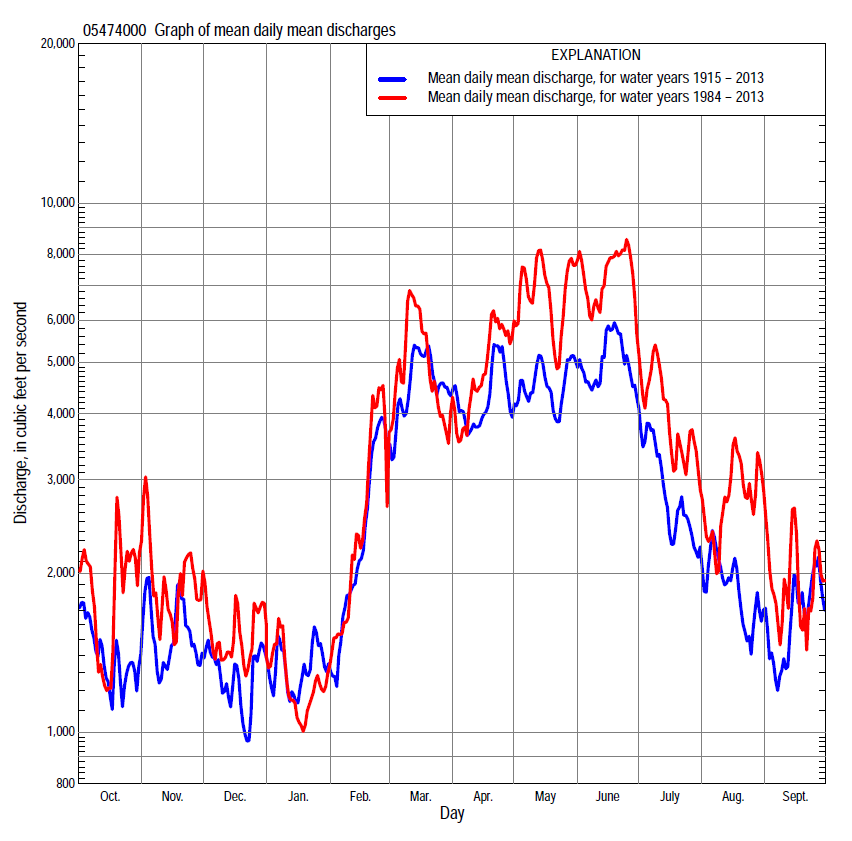 05474000  Graph of mean daily mean discharges
EXPLANATION
Mean daily mean discharge, for water years 1915 – 2013
Mean daily mean discharge, for water years 1984 – 2013
20,000
10,000
8,000
6,000
5,000
4,000
3,000
2,000
1,000
800
Discharge, in cubic feet per second
Oct. Nov. Dec. Jan. Feb. Mar. Apr. May June July Aug. Sept.
Day